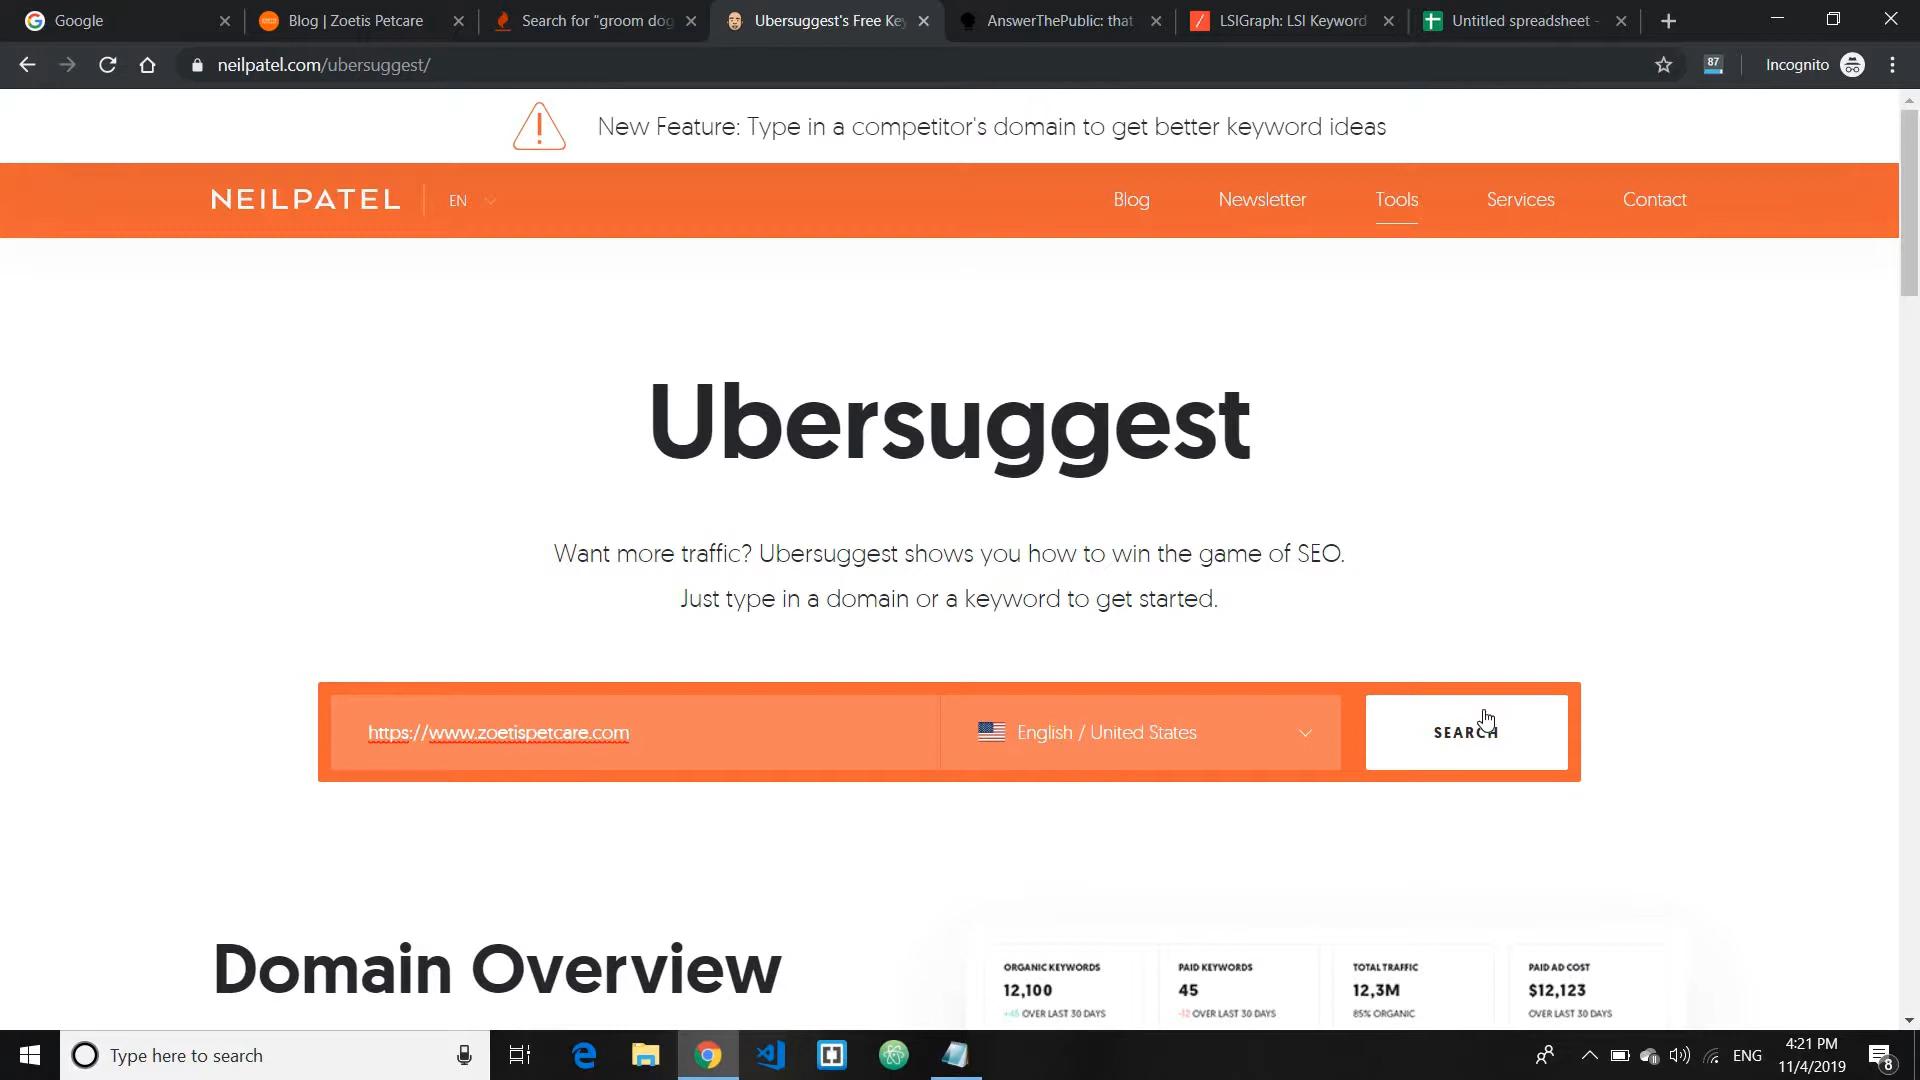 Google
Blog | Zoetis Petcare
Search for "groom dog
Ubersuggest's Free Key
AnswerThePublic: that
LSIGraph: LSI Keyword
Untitled spreadsheet -
neilpatel.com/ubersuggest/
87
Incognito
New Feature: Type in a competitor's domain to get better keyword ideas
NEILPATEL
EN
Blog
Newsletter
Tools
Services
Contact
Ubersuggest
Want more traffic? Ubersuggest shows you how to win the game of SEO.
Just type in a domain or a keyword to get started.
https://www.zoetispetcare.com
English / United States
SEARCH
Domain Overview
ORGANIC KEYWORDS
12,100
+45 OVER LAST 30 DAYS
PAID KEYWORDS
45
-12 OVER LAST 30 DAYS
TOTAL TRAFFIC
12,3M
85% ORGANIC
PAID AD COST
$12,123
OVER LAST 30 DAYS
Type here to search
ENG
4:21 PM
11/4/2019
8